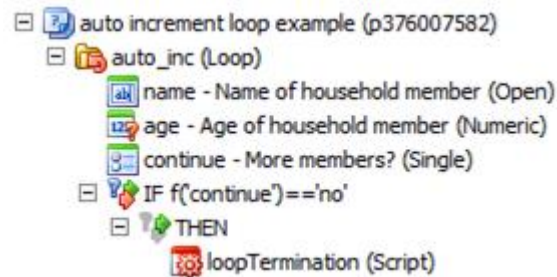 auto increment loop example (p376007582)
auto_inc (Loop)
name - Name of household member (Open)
age - Age of household member (Numeric)
continue - More members? (Single)
IF f('continue')=='no'
THEN
loopTermination (Script)